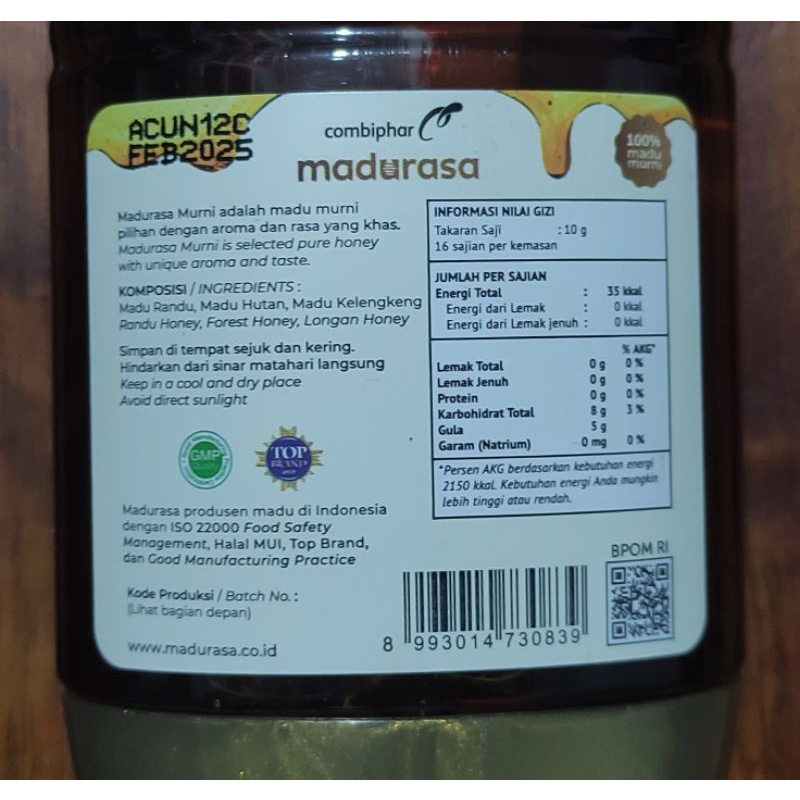 ACUN12C
FEB2025
combiphar
madurasa
100%
madu
murni
Madurasa Murni adalah madu murni
pilihan dengan aroma dan rasa yang khas.
Madurasa Murni is selected pure honey
with unique aroma and taste.
KOMPOSISI / INGREDIENTS :
Madu Randu, Madu Hutan, Madu Kelengkeng
Randu Honey, Forest Honey, Longan Honey
Simpan di tempat sejuk dan kering.
Hindarkan dari sinar matahari langsung
Keep in a cool and dry place
Avoid direct sunlight
GMP
TOP
BRAND
Madurasa produsen madu di Indonesia
dengan ISO 22000 Food Safety
Management, Halal MUI, Top Brand,
dan Good Manufacturing Practice
Kode Produksi / Batch No. :
(Lihat bagian depan)
www.madurasa.co.id
INFORMASI NILAI GIZI
Takaran Saji : 10 g
16 sajian per kemasan
JUMLAH PER SAJIAN
Energi Total : 35 kkal
Energi dari Lemak : 0 kkal
Energi dari Lemak jenuh : 0 kkal
% AKG*
Lemak Total 0 g 0 %
Lemak Jenuh 0 g 0 %
Protein 0 g 0 %
Karbohidrat Total 8 g 3 %
Gula 5 g
Garam (Natrium) 0 mg 0 %
*Persen AKG berdasarkan kebutuhan energi
2150 kkal. Kebutuhan energi Anda mungkin
lebih tinggi atau rendah.
BPOM RI
8 993014 730839